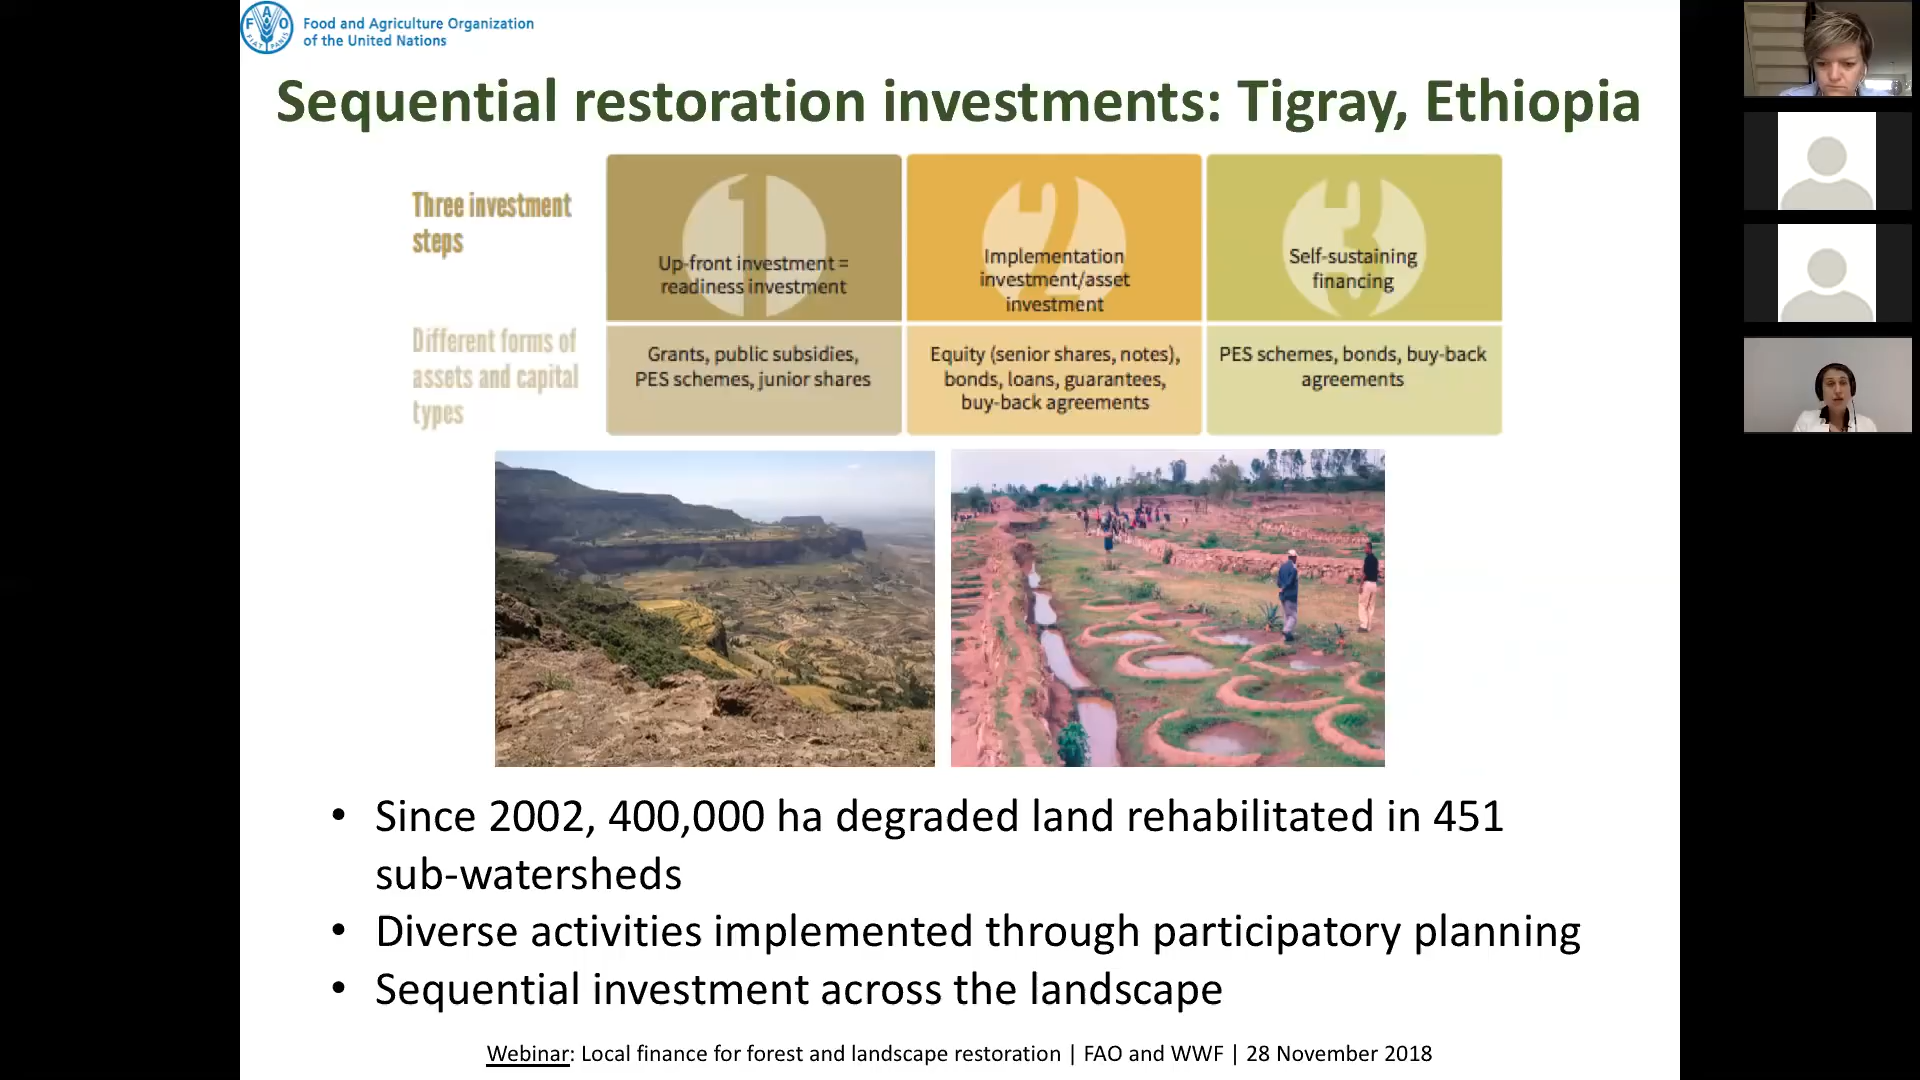 F A O
FIAT PANIS
Food and Agriculture Organization
of the United Nations
Sequential restoration investments: Tigray, Ethiopia
Three investment
steps
1
Up-front investment =
readiness investment
2
Implementation
investment/asset
investment
3
Self-sustaining
financing
Different forms of
assets and capital
types
Grants, public subsidies,
PES schemes, junior shares
Equity (senior shares, notes),
bonds, loans, guarantees,
buy-back agreements
PES schemes, bonds, buy-back
agreements
• Since 2002, 400,000 ha degraded land rehabilitated in 451
sub-watersheds
• Diverse activities implemented through participatory planning
• Sequential investment across the landscape
Webinar: Local finance for forest and landscape restoration | FAO and WWF | 28 November 2018